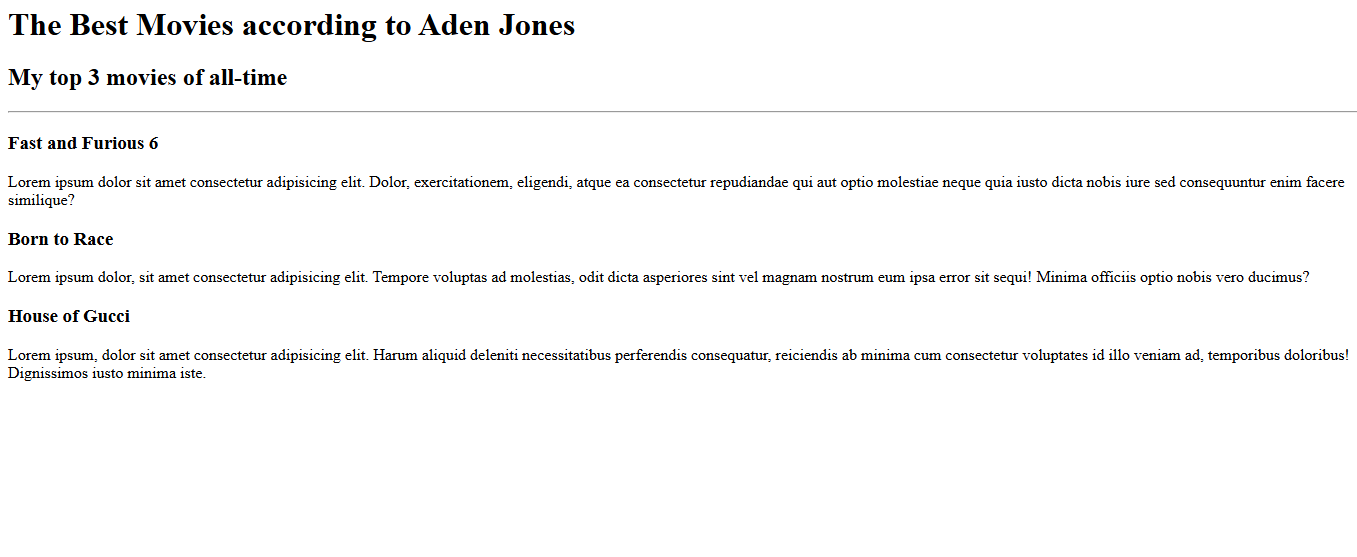 The Best Movies according to Aden Jones
My top 3 movies of all-time
Fast and Furious 6
Lorem ipsum dolor sit amet consectetur adipisicing elit. Dolor, exercitationem, eligendi, atque ea consectetur repudiandae qui aut optio molestiae neque quia iusto dicta nobis iure sed consequuntur enim facere
similique?
Born to Race
Lorem ipsum dolor, sit amet consectetur adipisicing elit. Tempore voluptas ad molestias, odit dicta asperiores sint vel magnam nostrum eum ipsa error sit sequi! Minima officiis optio nobis vero ducimus?
House of Gucci
Lorem ipsum, dolor sit amet consectetur adipisicing elit. Harum aliquid deleniti necessitatibus perferendis consequatur, reiciendis ab minima cum consectetur voluptates id illo veniam ad, temporibus doloribus!
Dignissimos iusto minima iste.